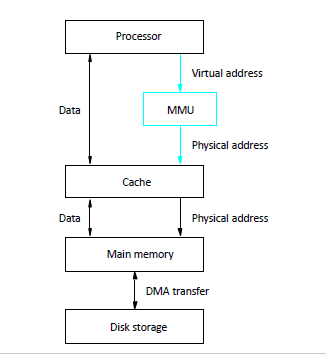 Processor
Virtual address
Data
MMU
Physical address
Cache
Data
Physical address
Main memory
DMA transfer
Disk storage